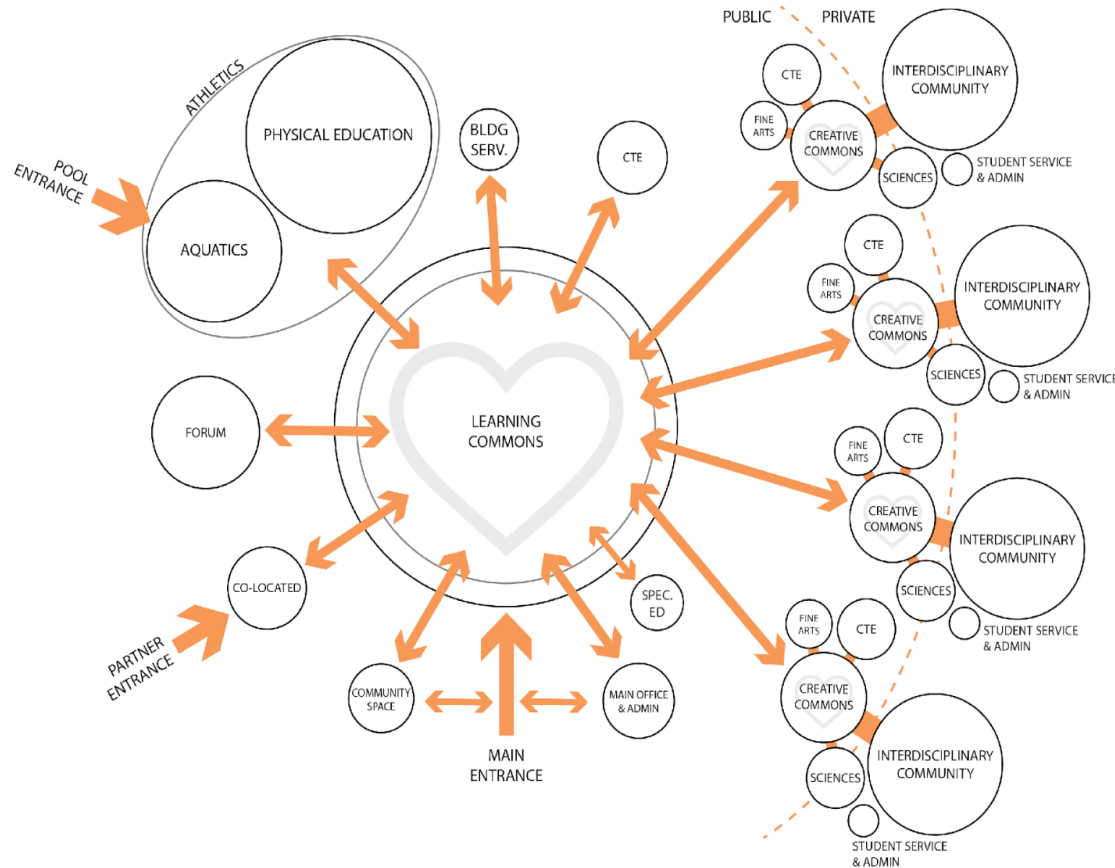 PUBLIC
PRIVATE
INTERDISCIPLINARY
COMMUNITY
CTE
FINE
ARTS
CREATIVE
COMMONS
SCIENCES
STUDENT SERVICE
& ADMIN
ATHLETICS
PHYSICAL EDUCATION
BLDG
SERV.
CTE
POOL
ENTRANCE
AQUATICS
CTE
FINE
ARTS
CREATIVE
COMMONS
INTERDISCIPLINARY
COMMUNITY
SCIENCES
STUDENT SERVICE
& ADMIN
FORUM
LEARNING
COMMONS
FINE
ARTS
CTE
CREATIVE
COMMONS
INTERDISCIPLINARY
COMMUNITY
SCIENCES
STUDENT SERVICE
& ADMIN
CO-LOCATED
PARTNER
ENTRANCE
SPEC.
ED
COMMUNITY
SPACE
MAIN OFFICE
& ADMIN
MAIN
ENTRANCE
FINE
ARTS
CTE
CREATIVE
COMMONS
INTERDISCIPLINARY
COMMUNITY
SCIENCES
STUDENT SERVICE
& ADMIN